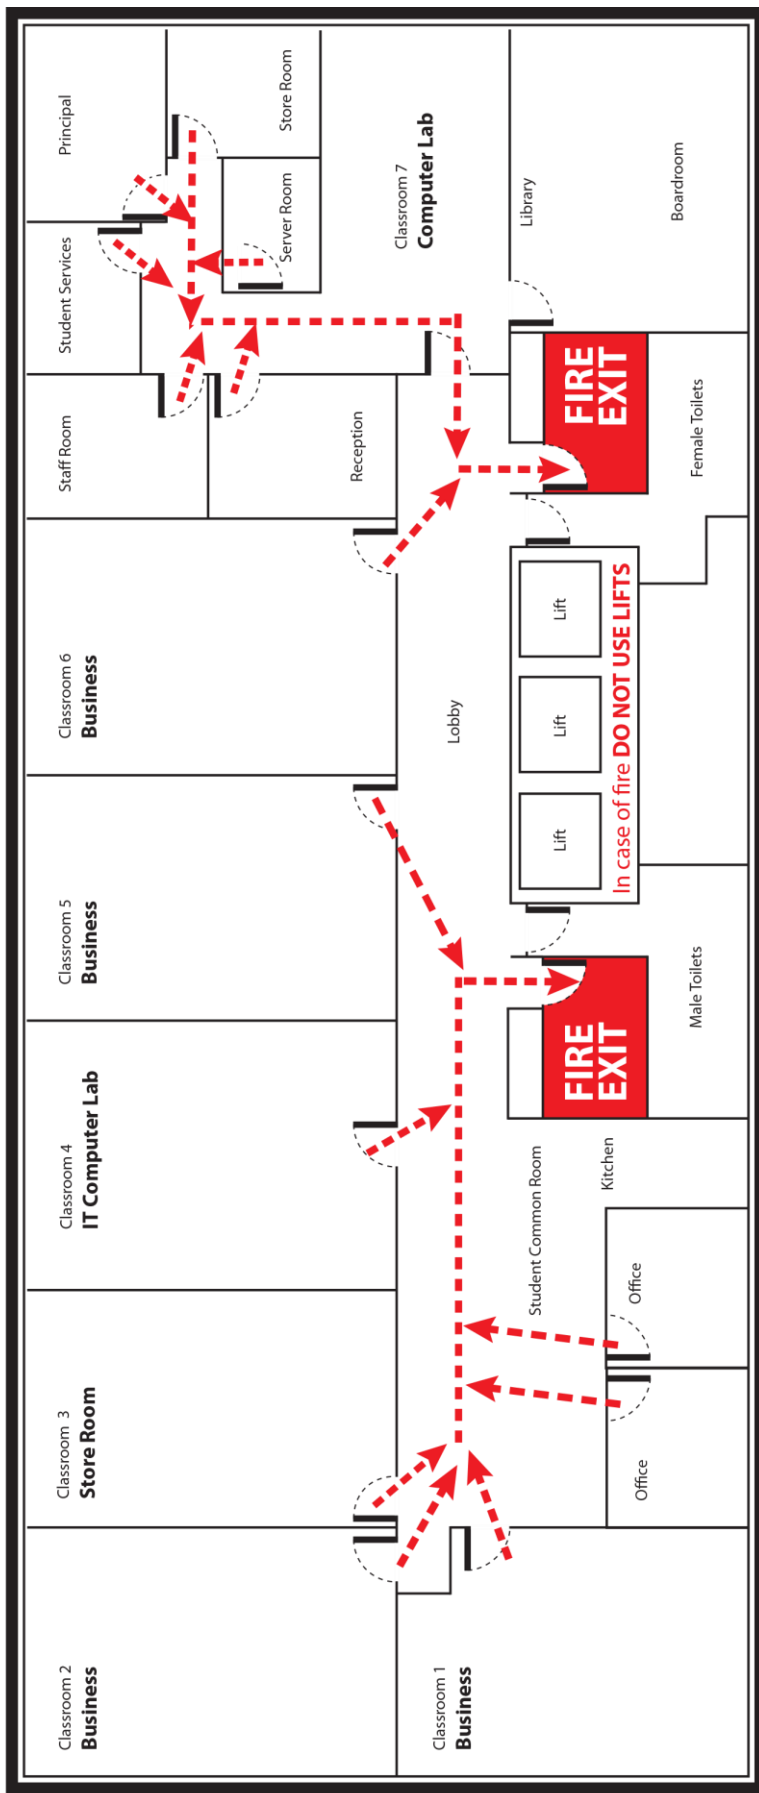 Classroom 2
Business
Classroom 3
Store Room
Classroom 4
IT Computer Lab
Classroom 5
Business
Classroom 6
Business
Staff Room
Student Services
Principal
Reception
Server Room
Store Room
Classroom 7
Computer Lab
Classroom 1
Business
Lobby
Student Common Room
Kitchen
Office
Office
FIRE
EXIT
Male Toilets
Lift
Lift
Lift
In case of fire DO NOT USE LIFTS
FIRE
EXIT
Female Toilets
Library
Boardroom